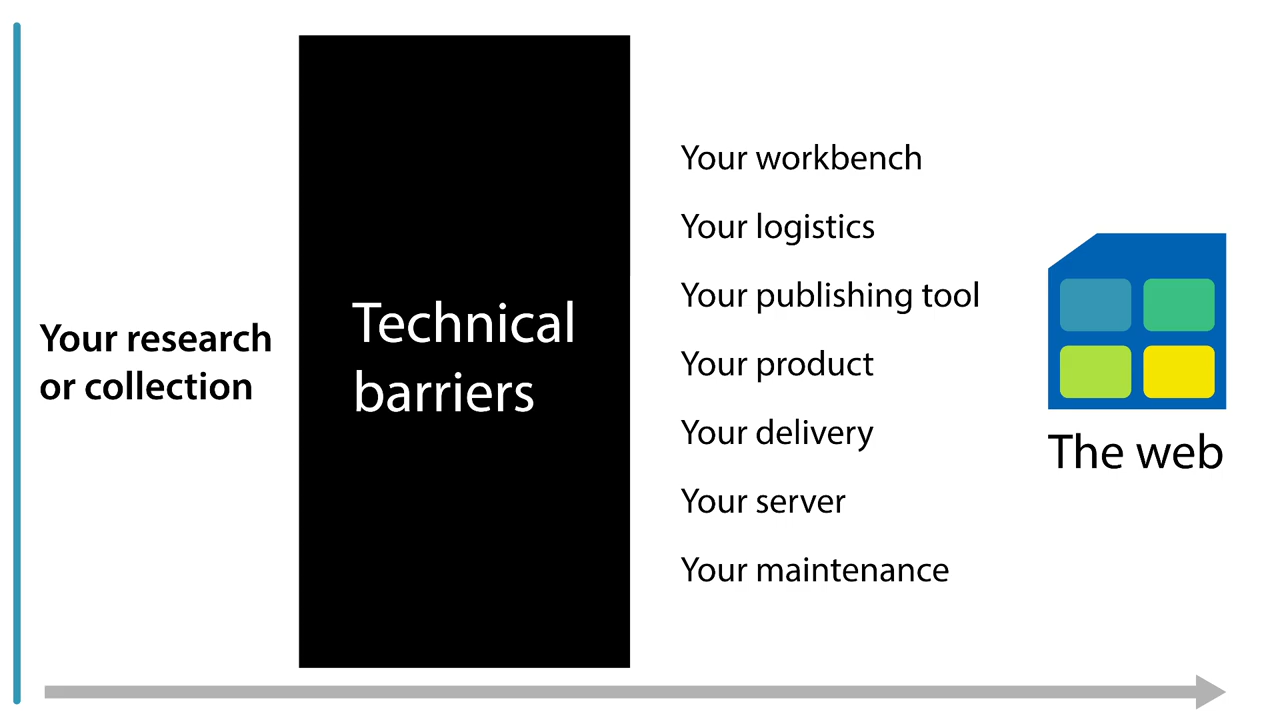 Your research
or collection
Technical
barriers
Your workbench
Your logistics
Your publishing tool
Your product
Your delivery
Your server
Your maintenance
The web